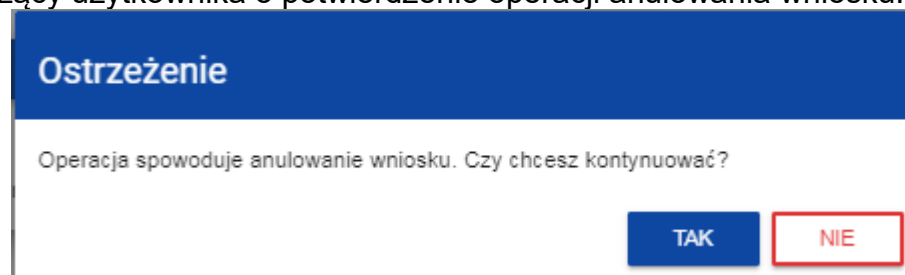 użytkownika o potwierdzenie operacji anulowania wniosku.
Ostrzeżenie
Operacja spowoduje anulowanie wniosku. Czy chcesz kontynuować?
TAK NIE